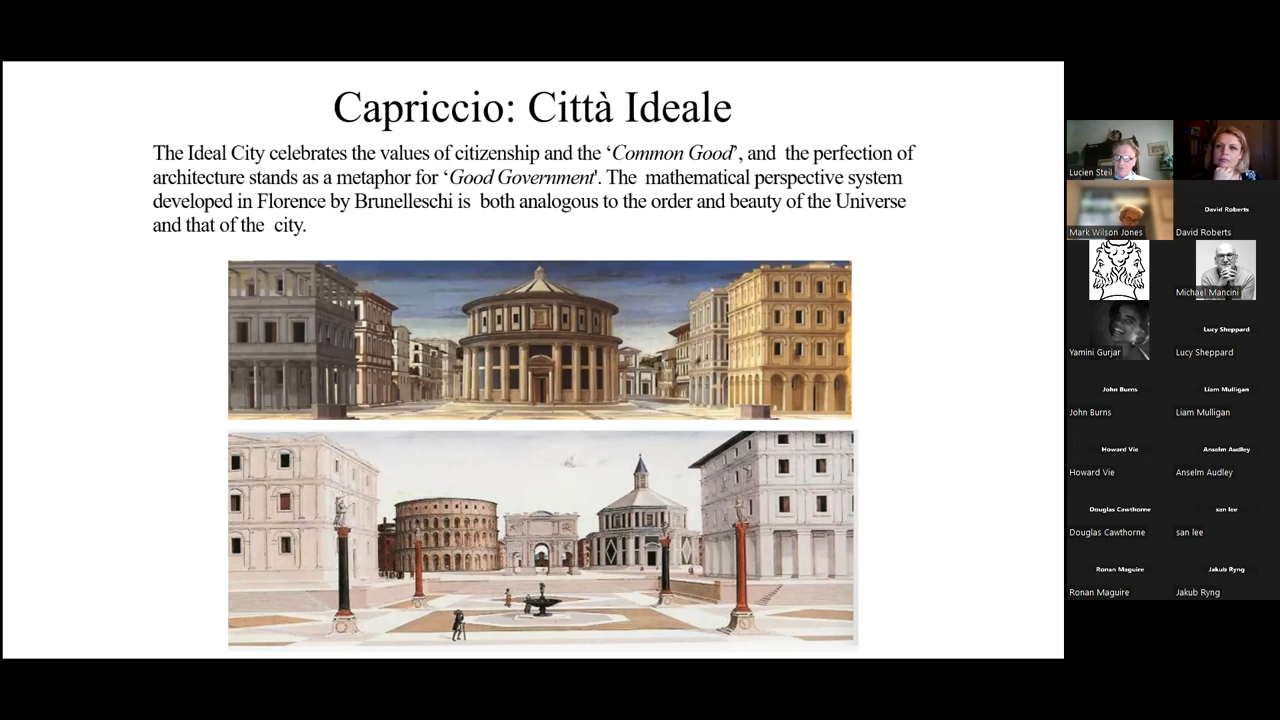 Capriccio: Città Ideale
The Ideal City celebrates the values of citizenship and the ‘Common Good’, and the perfection of
architecture stands as a metaphor for ‘Good Government'. The mathematical perspective system
developed in Florence by Brunelleschi is both analogous to the order and beauty of the Universe
and that of the city.
Lucien Steil
Mark Wilson Jones
David Roberts
David Roberts
Michael Mancini
Yamini Gurjar
Lucy Sheppard
Lucy Sheppard
John Burns
John Burns
Liam Mulligan
Liam Mulligan
Howard Vie
Howard Vie
Anselm Audley
Anselm Audley
Douglas Cawthorne
Douglas Cawthorne
san lee
san lee
Ronan Maguire
Ronan Maguire
Jakub Ryng
Jakub Ryng